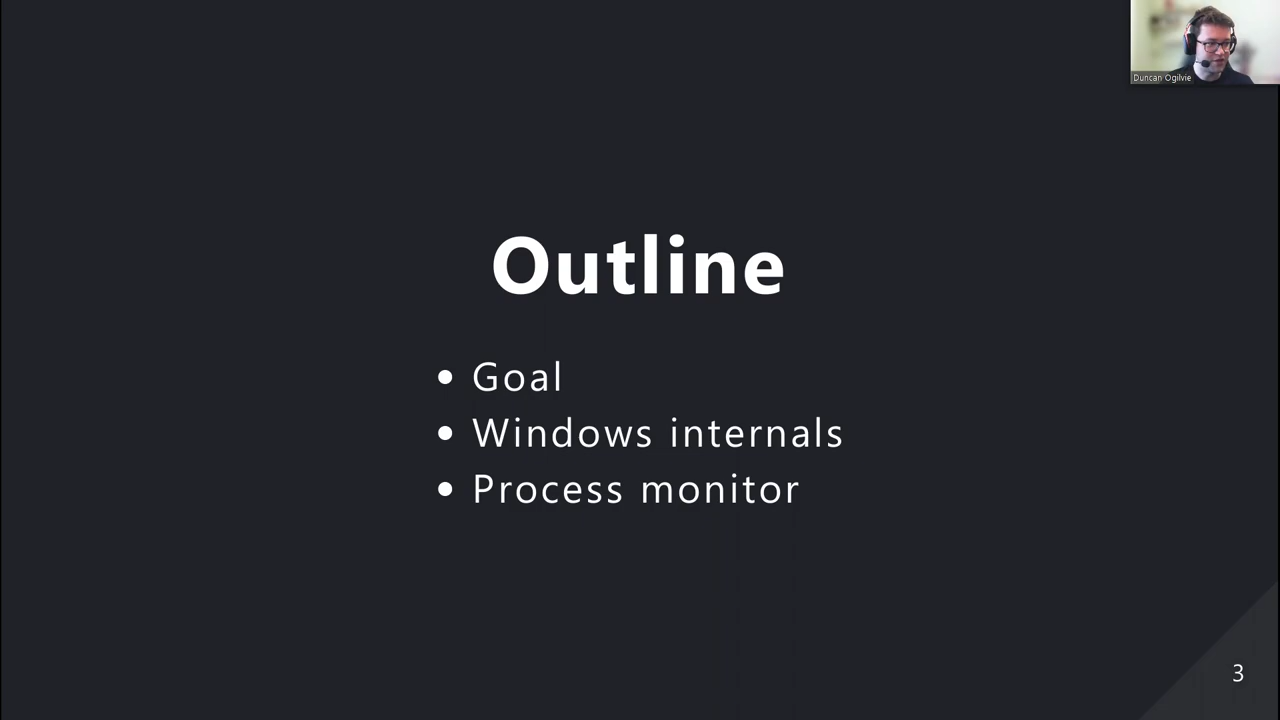 Duncan Ogilvie
Outline
• Goal
• Windows internals
• Process monitor
3